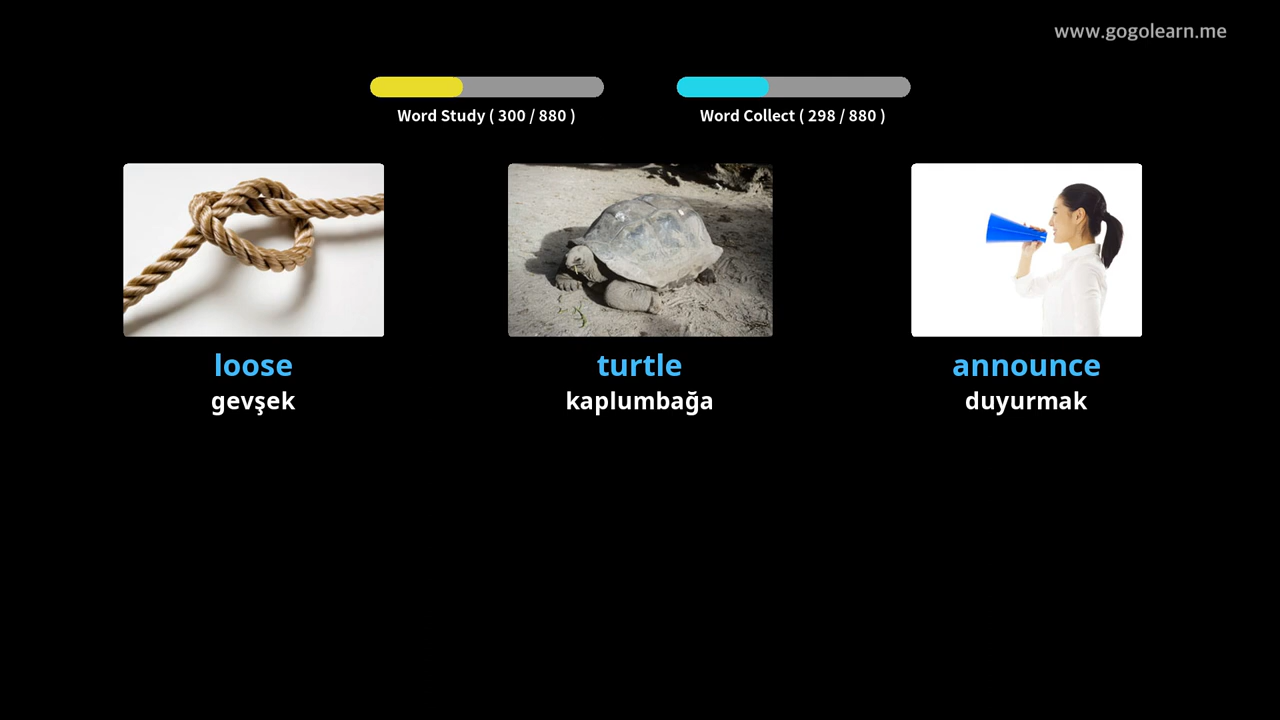 www.gogolearn.me
Word Study ( 300 / 880 )
Word Collect ( 298 / 880 )
loose
gevşek
turtle
kaplumbağa
announce
duyurmak